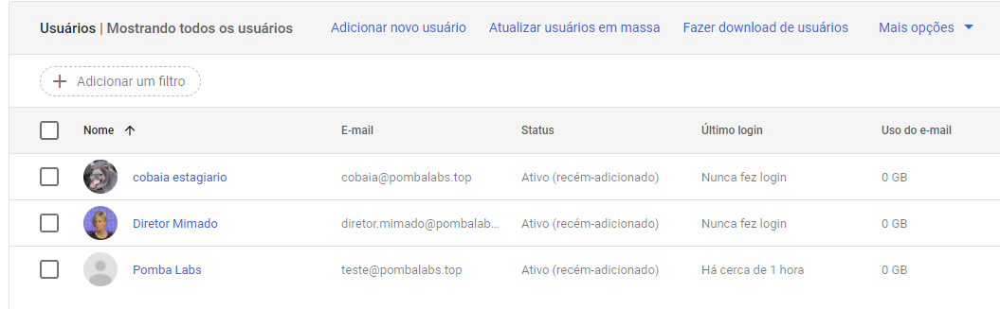 Usuários | Mostrando todos os usuários Adicionar novo usuário Atualizar usuários em massa Fazer download de usuários Mais opções
Adicionar um filtro
Nome E-mail Status Último login Uso do e-mail
cobaia estagiario cobaia@pombalabs.top Ativo (recém-adicionado) Nunca fez login 0 GB
Diretor Mimado diretor.mimado@pombalab... Ativo (recém-adicionado) Nunca fez login 0 GB
Pomba Labs teste@pombalabs.top Ativo (recém-adicionado) Há cerca de 1 hora 0 GB